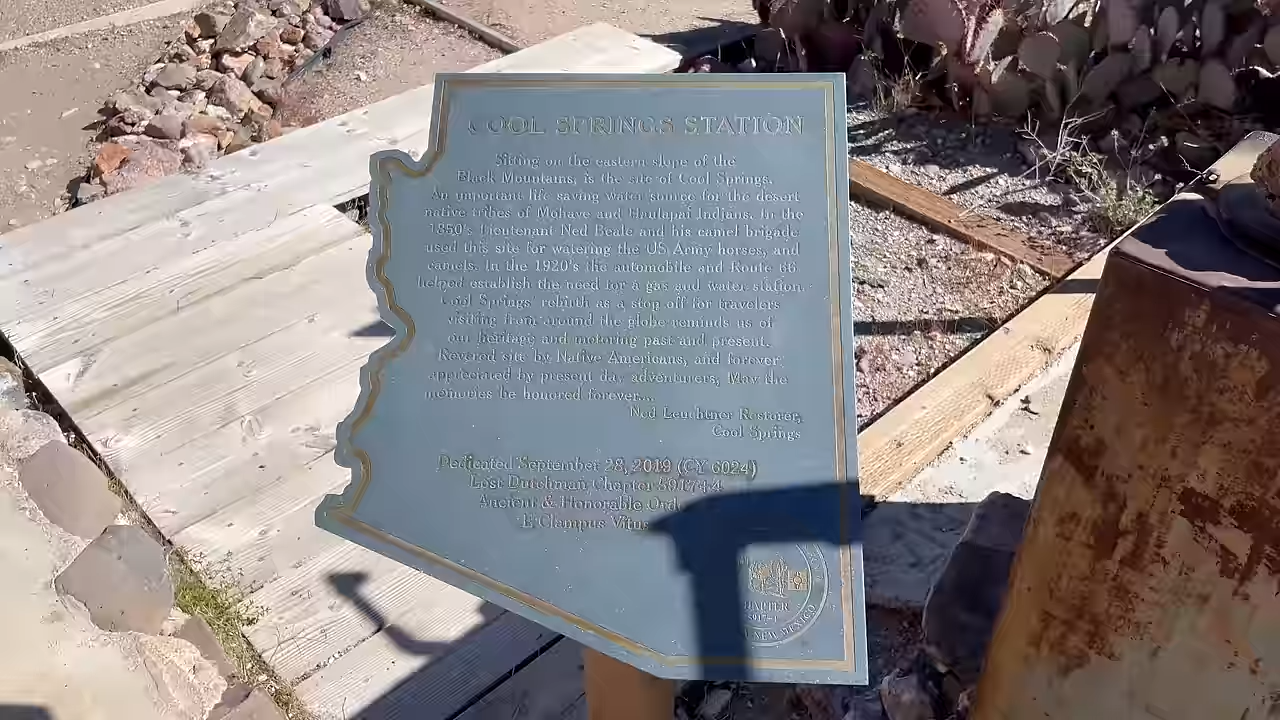 COOL SPRINGS STATION
Sitting on the eastern slope of the
Black Mountains, is the site of Cool Springs.
An important life saving water source for the desert
native tribes of Mohave and Haulapai Indians. In the
1850's Lieutenant Ned Beale and his camel brigade
used this site for watering the US Army horses, and
camels. In the 1920's the automobile and Route 66
helped establish the need for a gas and water station.
Cool Springs' rebirth as a stop off for travelers
visiting from around the globe reminds us of
our heritage and motoring past and present.
Revered site by Native Americans, and forever
appreciated by present day adventurers, May the
memories be honored forever....
Ned Leuchtner Restorer,
Cool Springs
Dedicated September 28, 2019 (CY 6024)
Lost Dutchman Chapter
Ancient & Honorable
E Clampus Vitus
NEW MEXICO